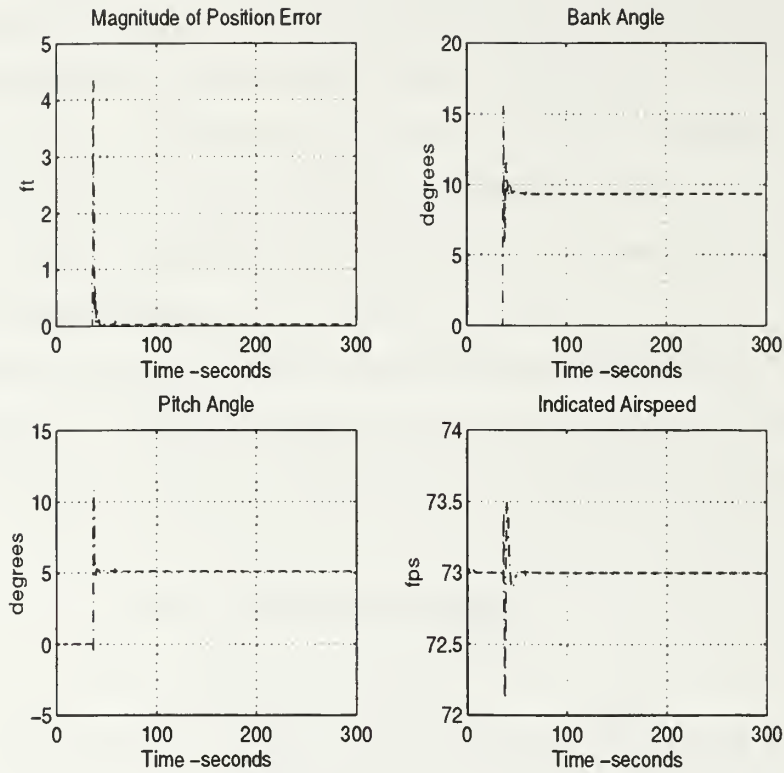 Magnitude of Position Error
5
4
3
2
1
0
ft
0 100 200 300
Time -seconds
Bank Angle
20
15
10
5
0
degrees
0 100 200 300
Time -seconds
Pitch Angle
15
10
5
0
-5
degrees
0 100 200 300
Time -seconds
Indicated Airspeed
74
73.5
73
72.5
72
fps
0 100 200 300
Time -seconds